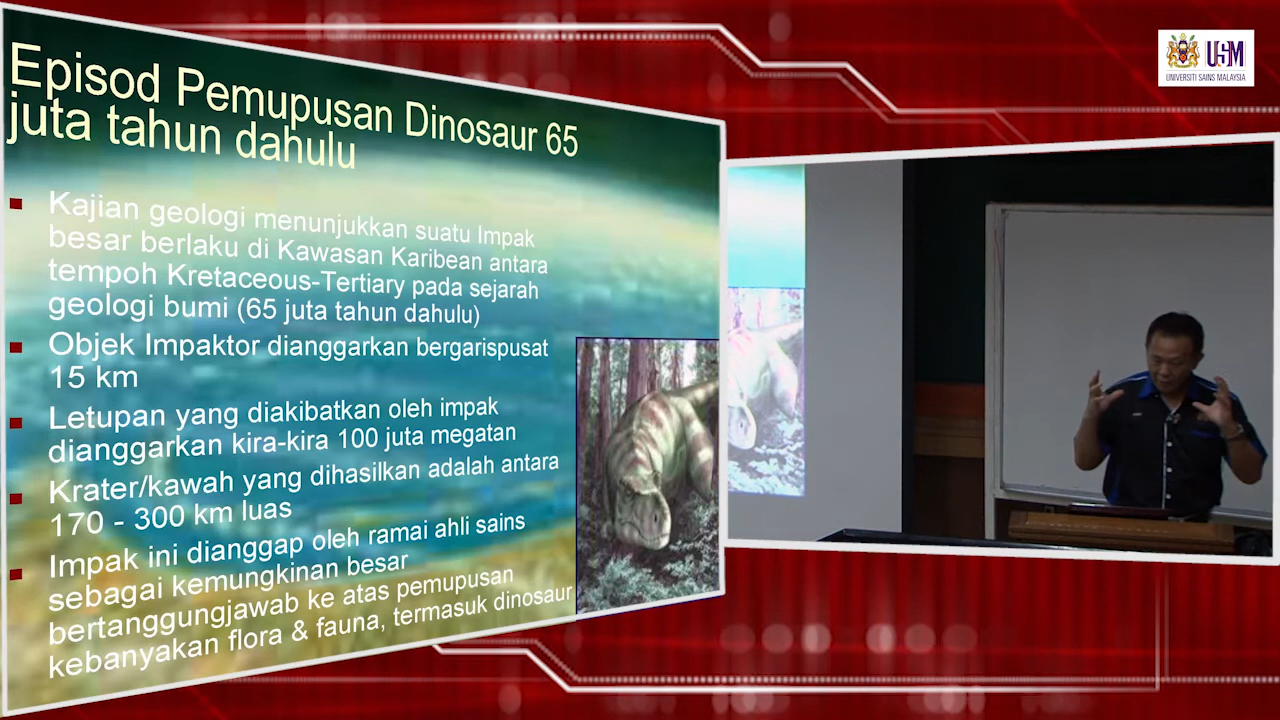 Episod Pemupusan Dinosaur 65
juta tahun dahulu
Kajian geologi menunjukkan suatu Impak
besar berlaku di Kawasan Karibean antara
tempoh Kretaceous-Tertiary pada sejarah
geologi bumi (65 juta tahun dahulu)
Objek Impaktor dianggarkan bergarispusat
15 km
Letupan yang diakibatkan oleh impak
dianggarkan kira-kira 100 juta megatan
Krater/kawah yang dihasilkan adalah antara
170 - 300 km luas
Impak ini dianggap oleh ramai ahli sains
sebagai kemungkinan besar
bertanggungjawab ke atas pemupusan
kebanyakan flora & fauna, termasuk dinosaur
USM
UNIVERSITI SAINS MALAYSIA